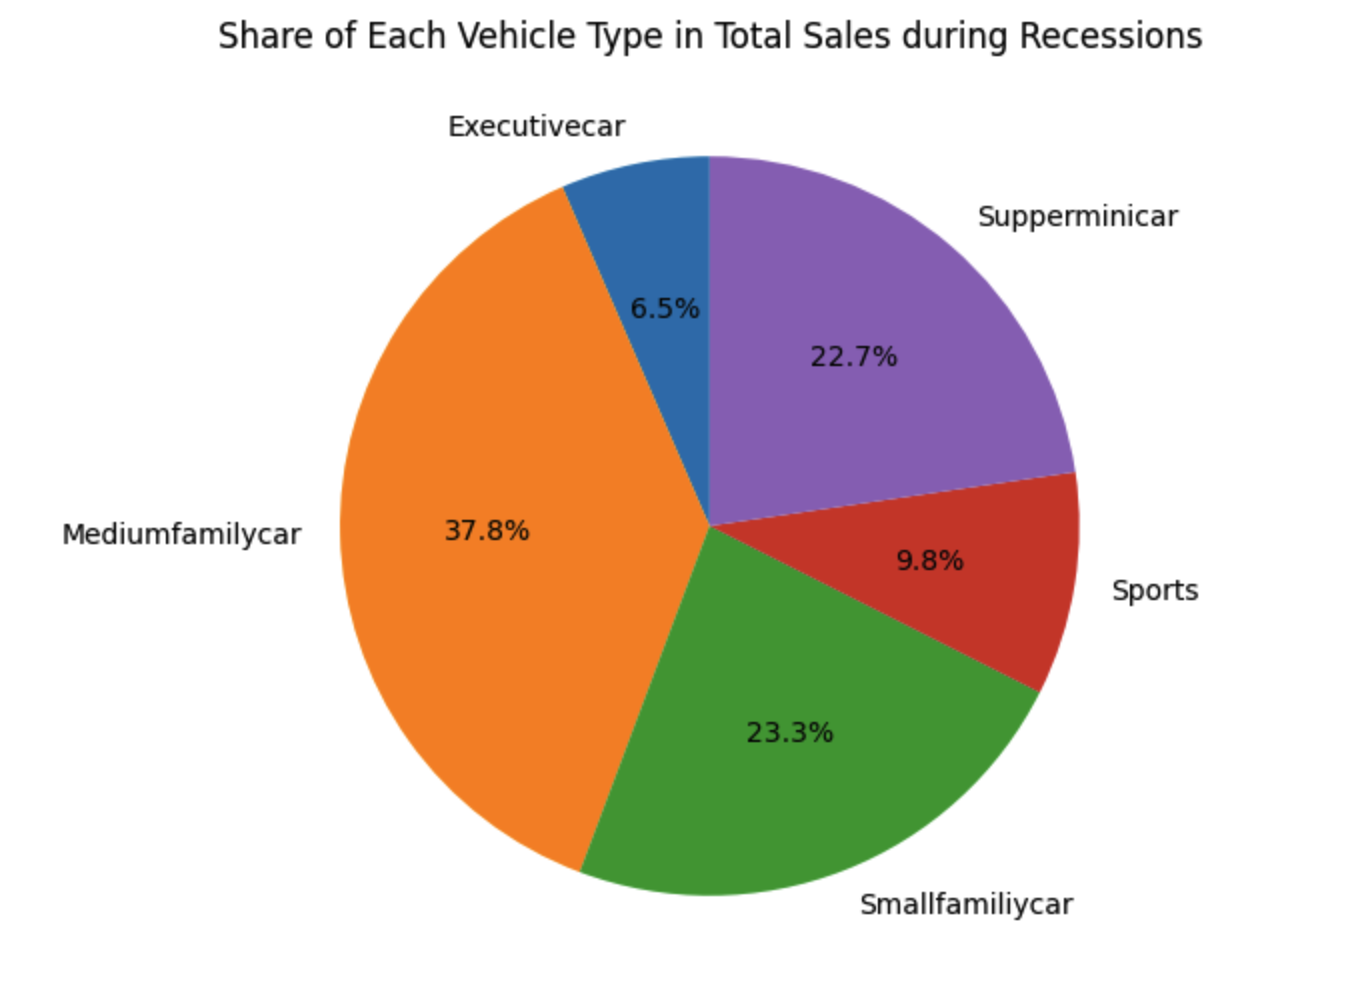 Share of Each Vehicle Type in Total Sales during Recessions
Executivecar
Supperminicar
6.5%
22.7%
Mediumfamilycar
37.8%
9.8%
Sports
23.3%
Smallfamiliycar